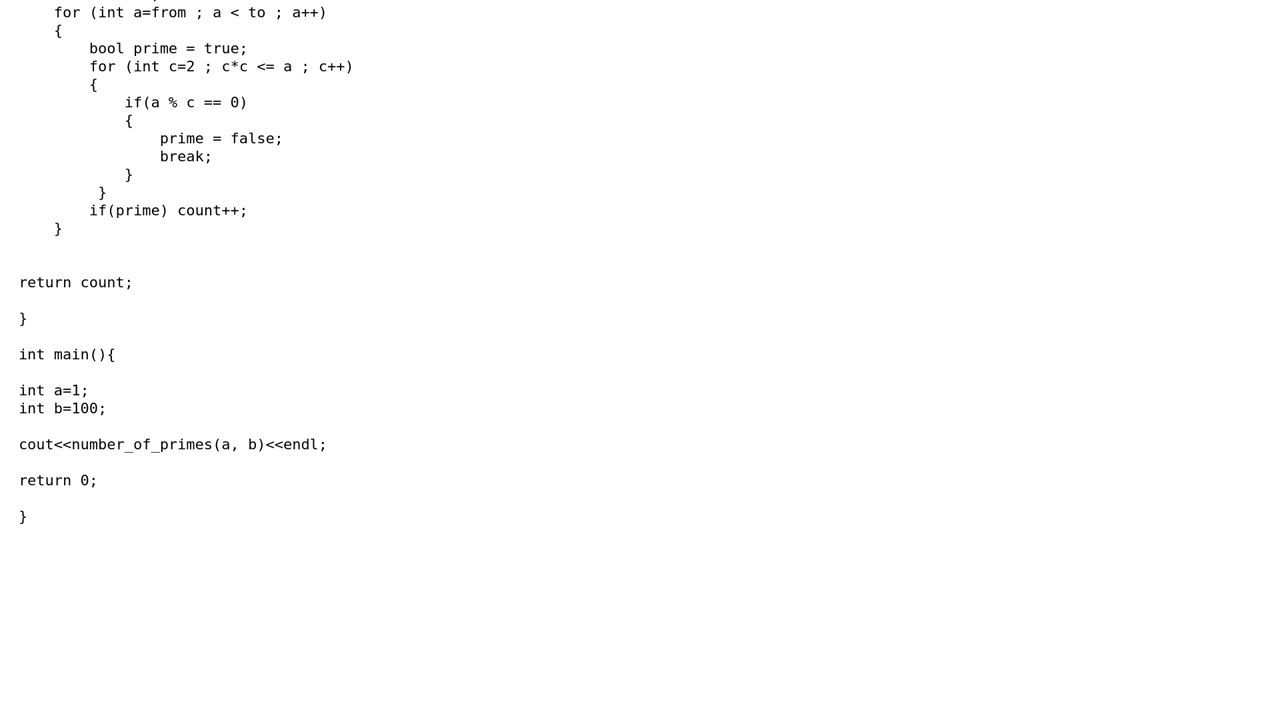 for (int a=from ; a < to ; a++)
{
bool prime = true;
for (int c=2 ; c*c <= a ; c++)
{
if(a % c == 0)
{
prime = false;
break;
}
}
if(prime) count++;
}
return count;
}
int main(){
int a=1;
int b=100;
cout<<number_of_primes(a, b)<<endl;
return 0;
}